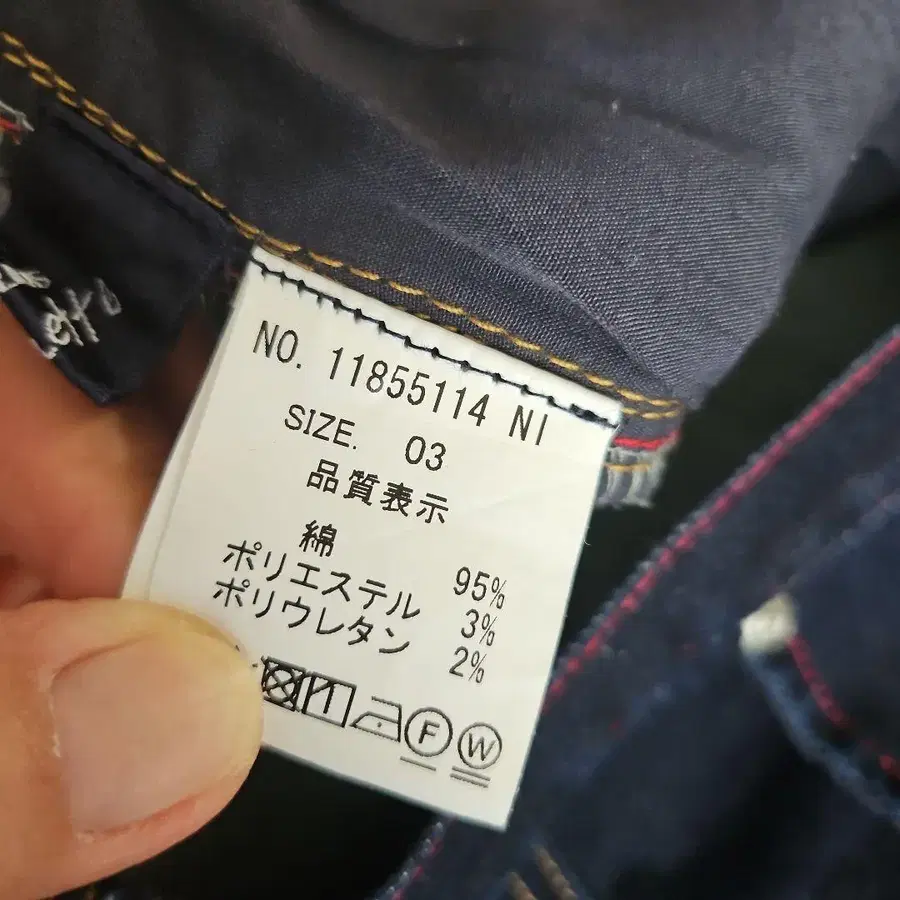 NO. 11855114 NI
SIZE. 03
品質表示
綿 95%
ポリエステル 3%
ポリウレタン 2%
F W